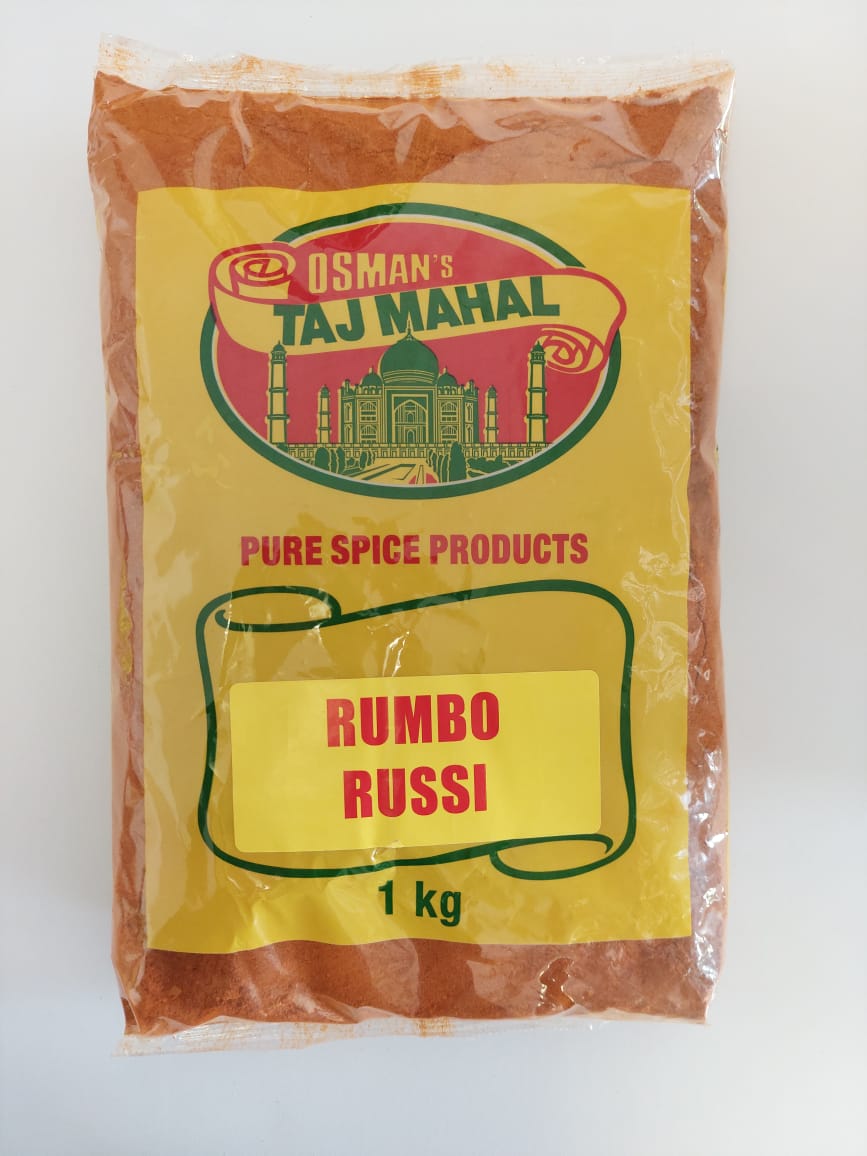 OSMAN'S
TAJ MAHAL
PURE SPICE PRODUCTS
RUMBO
RUSSI
1 kg